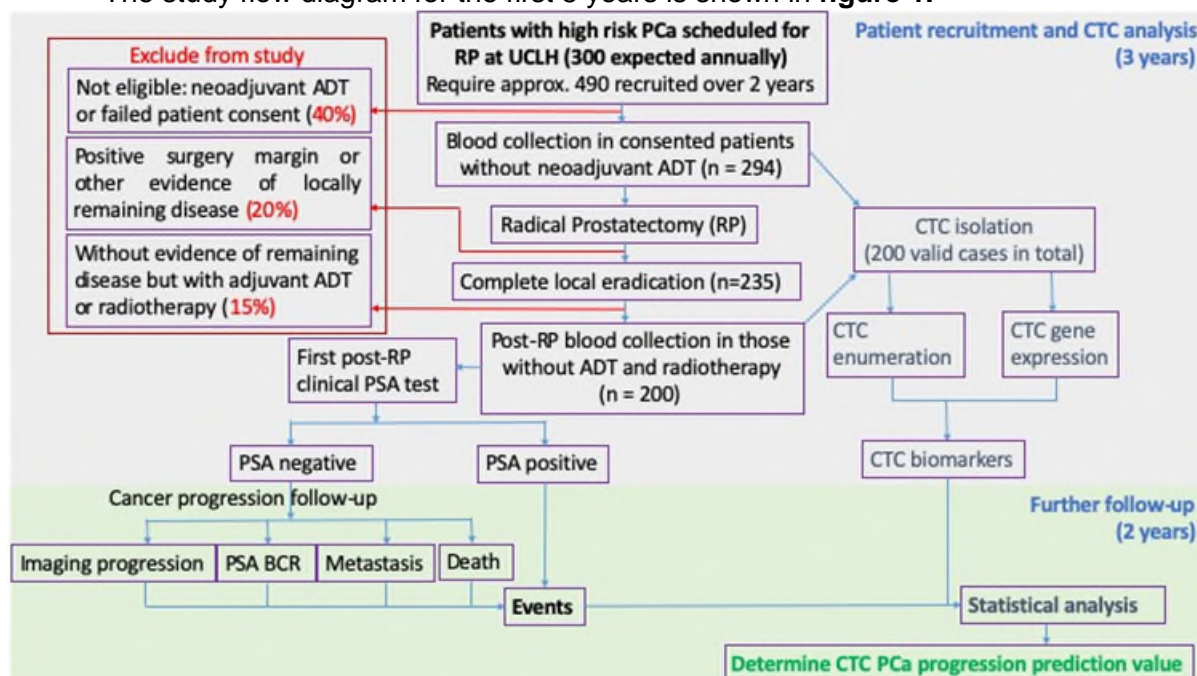 The study flow diagram for the first 5 years is shown in figure 1.
Patients with high risk PCa scheduled for
RP at UCLH (300 expected annually)
Require approx. 490 recruited over 2 years
Patient recruitment and CTC analysis
(3 years)
Exclude from study
Not eligible: neoadjuvant ADT
or failed patient consent (40%)
Blood collection in consented patients
without neoadjuvant ADT (n = 294)
Positive surgery margin or
other evidence of locally
remaining disease (20%)
Radical Prostatectomy (RP)
CTC isolation
(200 valid cases in total)
Without evidence of remaining
disease but with adjuvant ADT
or radiotherapy (15%)
Complete local eradication (n=235)
Post-RP blood collection in those
without ADT and radiotherapy
(n = 200)
First post-RP
clinical PSA test
CTC
enumeration
CTC gene
expression
PSA negative
PSA positive
CTC biomarkers
Cancer progression follow-up
Further follow-up
(2 years)
Imaging progression
PSA BCR
Metastasis
Death
Events
Statistical analysis
Determine CTC PCa progression prediction value